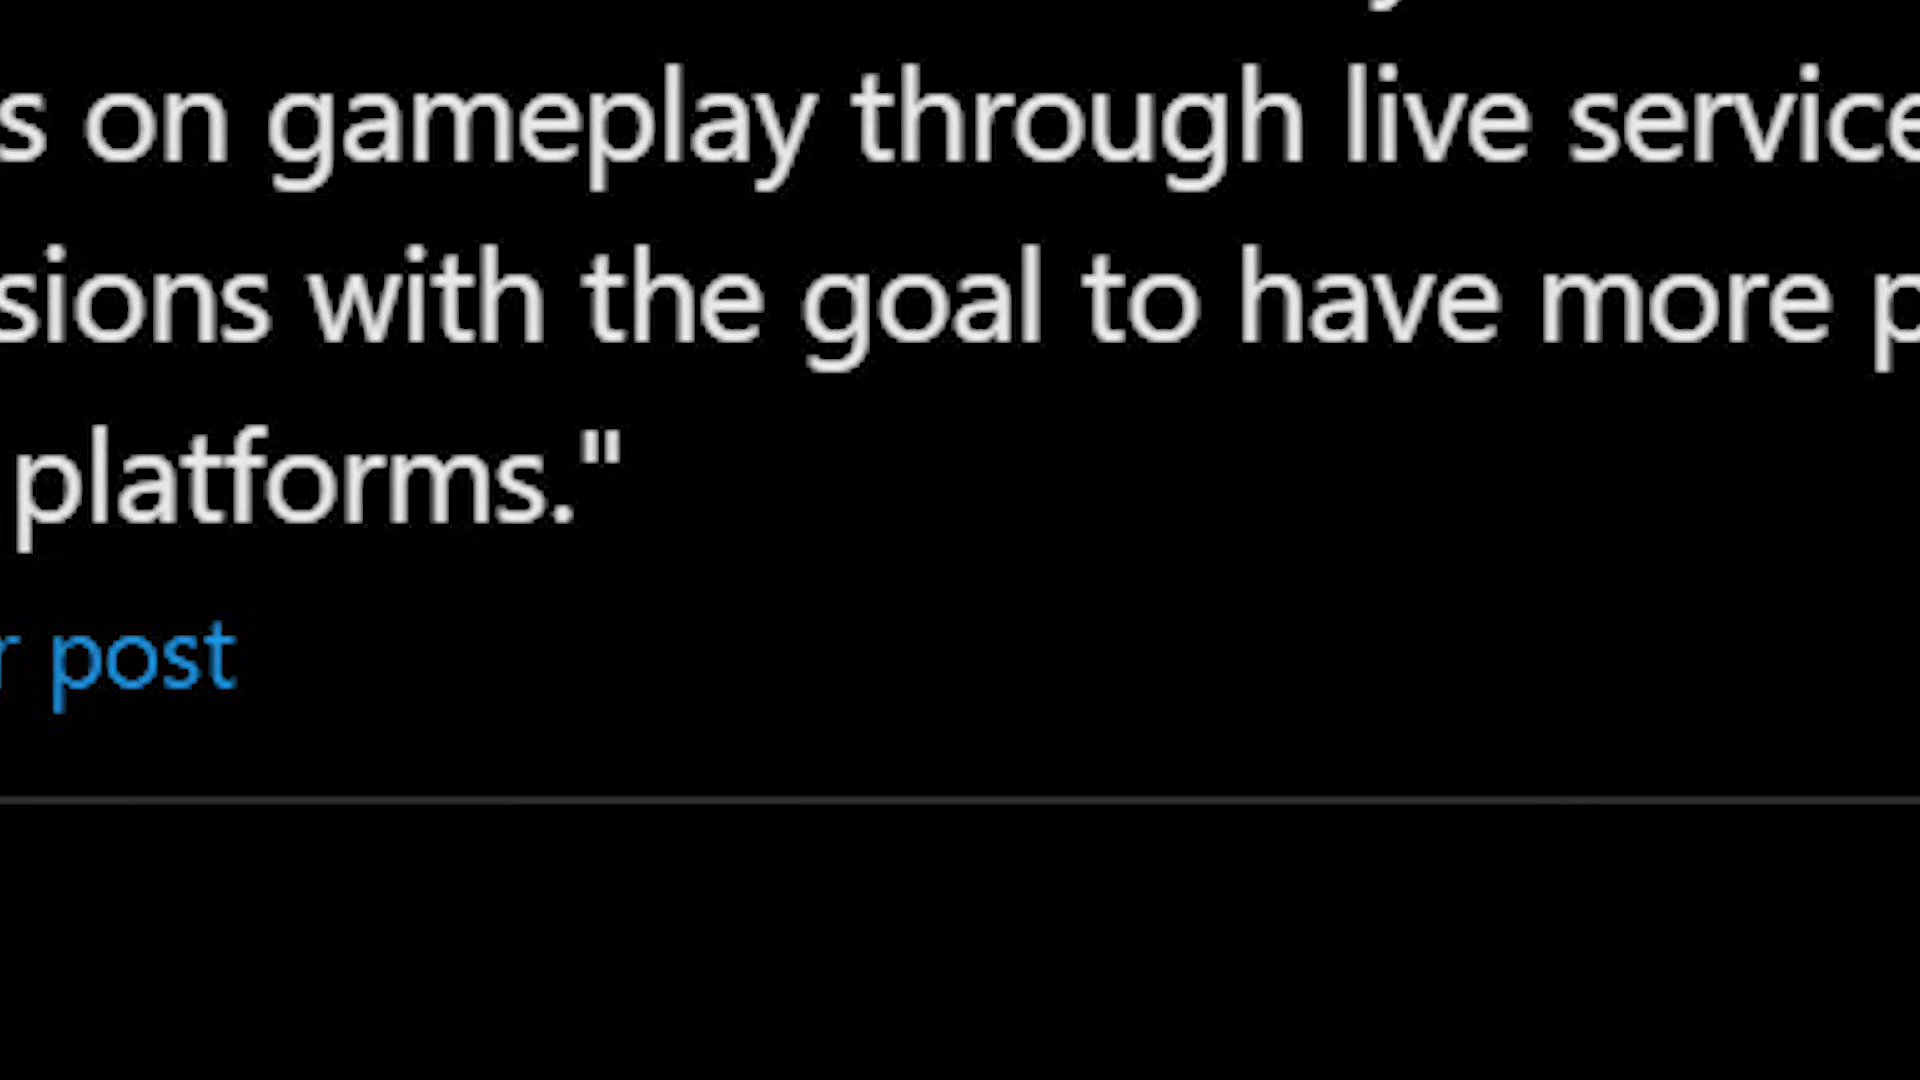 s on gameplay through live service
sions with the goal to have more p
platforms."
r post